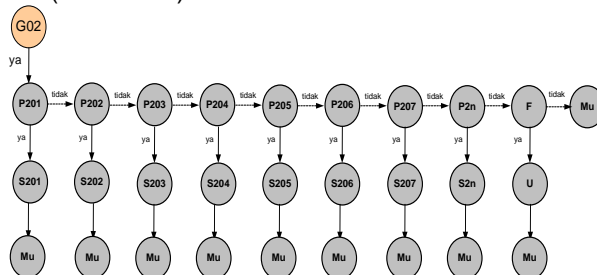 G02
ya
tidak tidak tidak tidak tidak tidak tidak tidak tidak
P201 P202 P203 P204 P205 P206 P207 P2n F Mu
ya ya ya ya ya ya ya ya ya
S201 S202 S203 S204 S205 S206 S207 S2n U
Mu Mu Mu Mu Mu Mu Mu Mu Mu